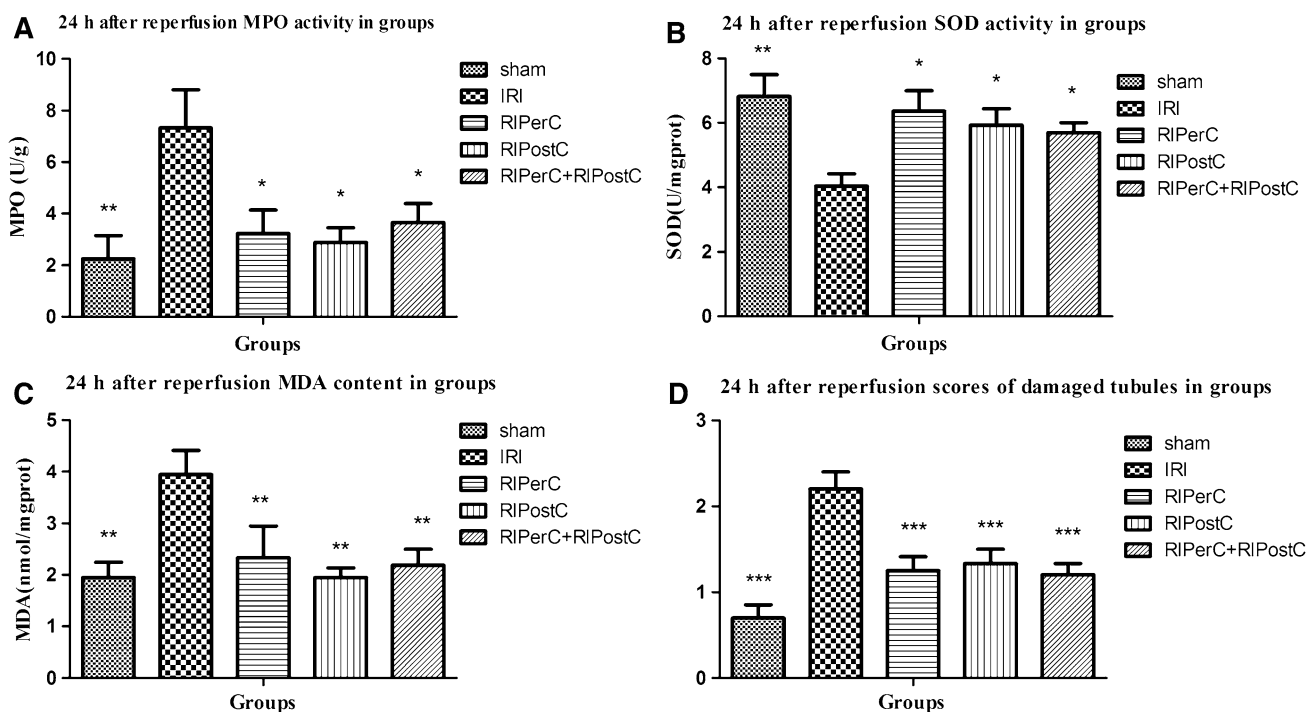 A 24 h after reperfusion MPO activity in groups
10
8
6
4
2
0
MPO (U/g)
**
*
*
*
Groups
sham
IRI
RIPerC
RIPostC
RIPerC+RIPostC
B 24 h after reperfusion SOD activity in groups
8
6
4
2
0
SOD(U/mgprot)
**
*
*
*
Groups
sham
IRI
RIPerC
RIPostC
RIPerC+RIPostC
C 24 h after reperfusion MDA content in groups
5
4
3
2
1
0
MDA(nmol/mgprot)
**
**
**
**
Groups
sham
IRI
RIPerC
RIPostC
RIPerC+RIPostC
D 24 h after reperfusion scores of damaged tubules in groups
3
2
1
0
***
***
***
***
Groups
sham
IRI
RIPerC
RIPostC
RIPerC+RIPostC